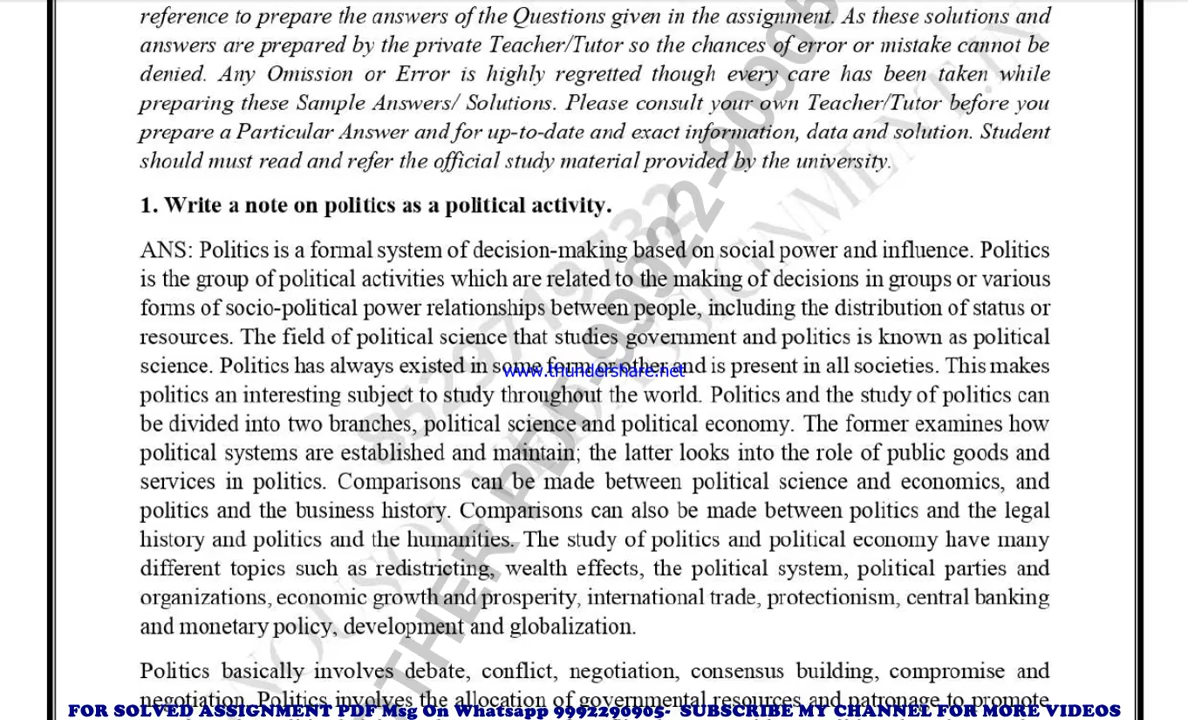 reference to prepare the answers of the Questions given in the assignment. As these solutions and
answers are prepared by the private Teacher/Tutor so the chances of error or mistake cannot be
denied. Any Omission or Error is highly regretted though every care has been taken while
preparing these Sample Answers/ Solutions. Please consult your own Teacher/Tutor before you
prepare a Particular Answer and for up-to-date and exact information, data and solution. Student
should must read and refer the official study material provided by the university.
1. Write a note on politics as a political activity.
ANS: Politics is a formal system of decision-making based on social power and influence. Politics
is the group of political activities which are related to the making of decisions in groups or various
forms of socio-political power relationships between people, including the distribution of status or
resources. The field of political science that studies government and politics is known as political
science. Politics has always existed in some form or other and is present in all societies. This makes
www.thundershare.net
politics an interesting subject to study throughout the world. Politics and the study of politics can
be divided into two branches, political science and political economy. The former examines how
political systems are established and maintain; the latter looks into the role of public goods and
services in politics. Comparisons can be made between political science and economics, and
politics and the business history. Comparisons can also be made between politics and the legal
history and politics and the humanities. The study of politics and political economy have many
different topics such as redistricting, wealth effects, the political system, political parties and
organizations, economic growth and prosperity, international trade, protectionism, central banking
and monetary policy, development and globalization.
Politics basically involves debate, conflict, negotiation, consensus building, compromise and
negotiation. Politics involves the allocation of governmental resources and patronage to promote
FOR SOLVED ASSIGNMENT PDF Msg On Whatsapp 9992290905- SUBSCRIBE MY CHANNEL FOR MORE VIDEOS